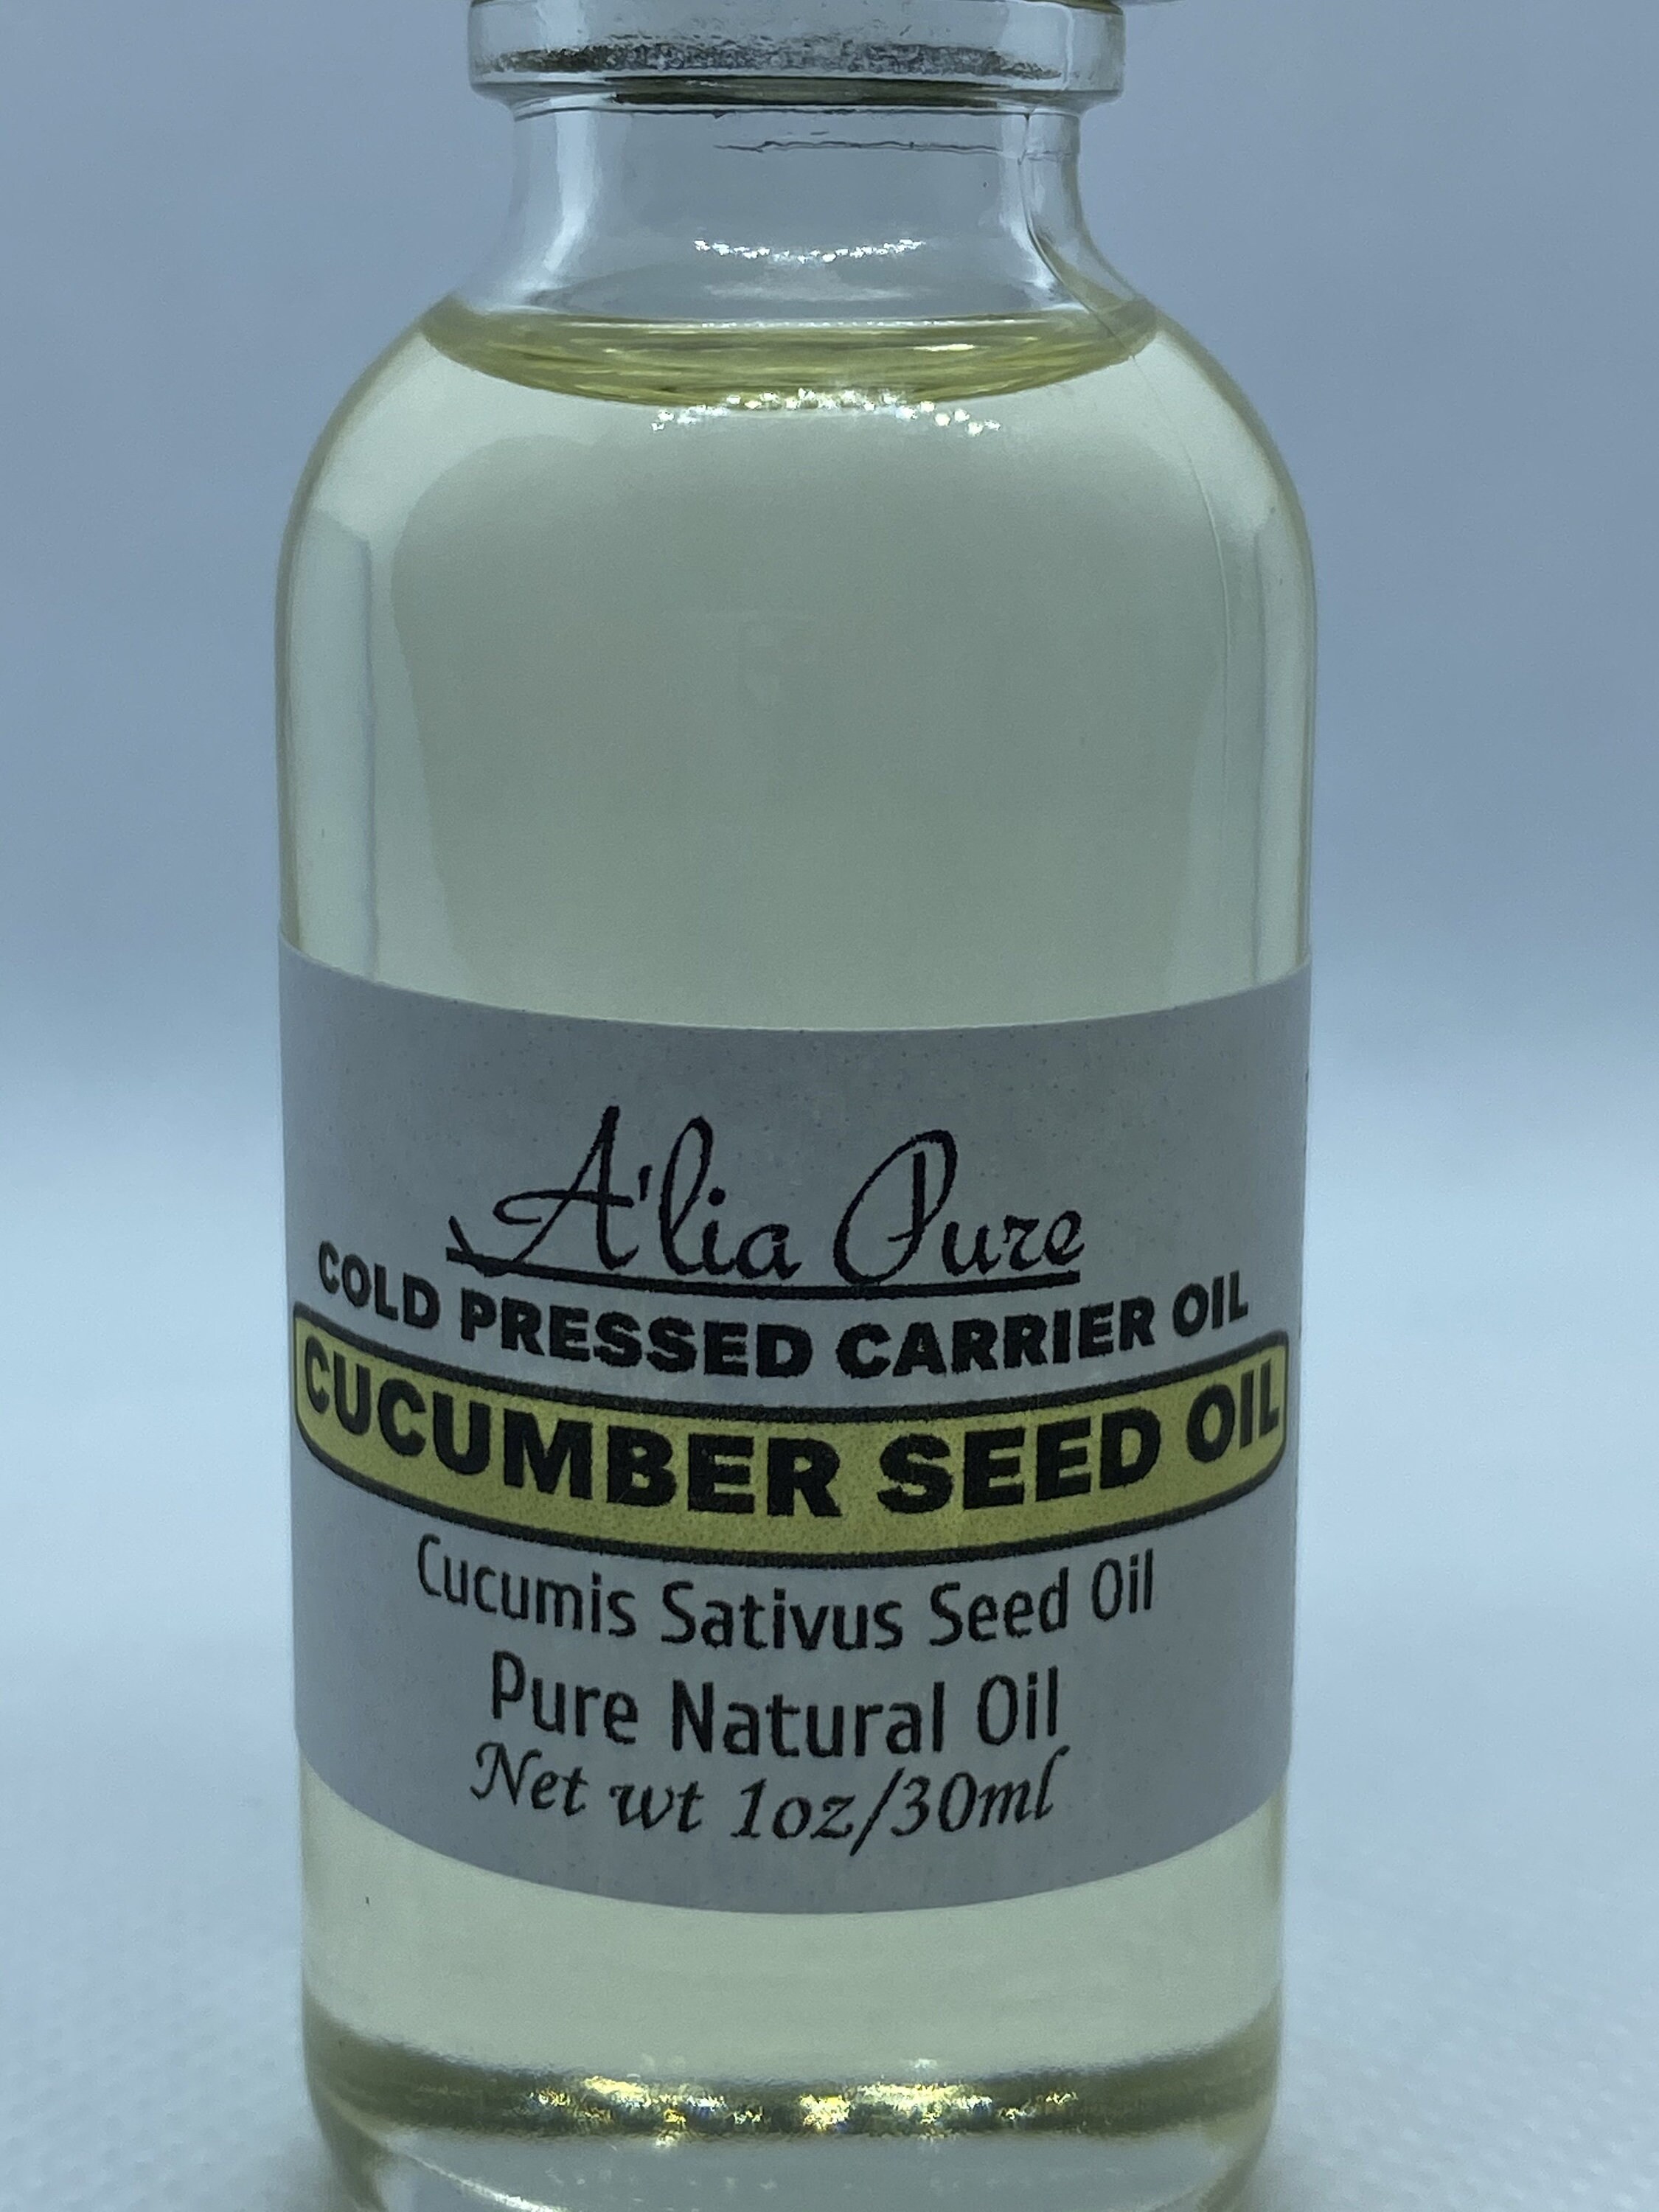 A'lia Pure
COLD PRESSED CARRIER OIL
CUCUMBER SEED OIL
Cucumis Sativus Seed Oil
Pure Natural Oil
Net wt 1oz/30ml